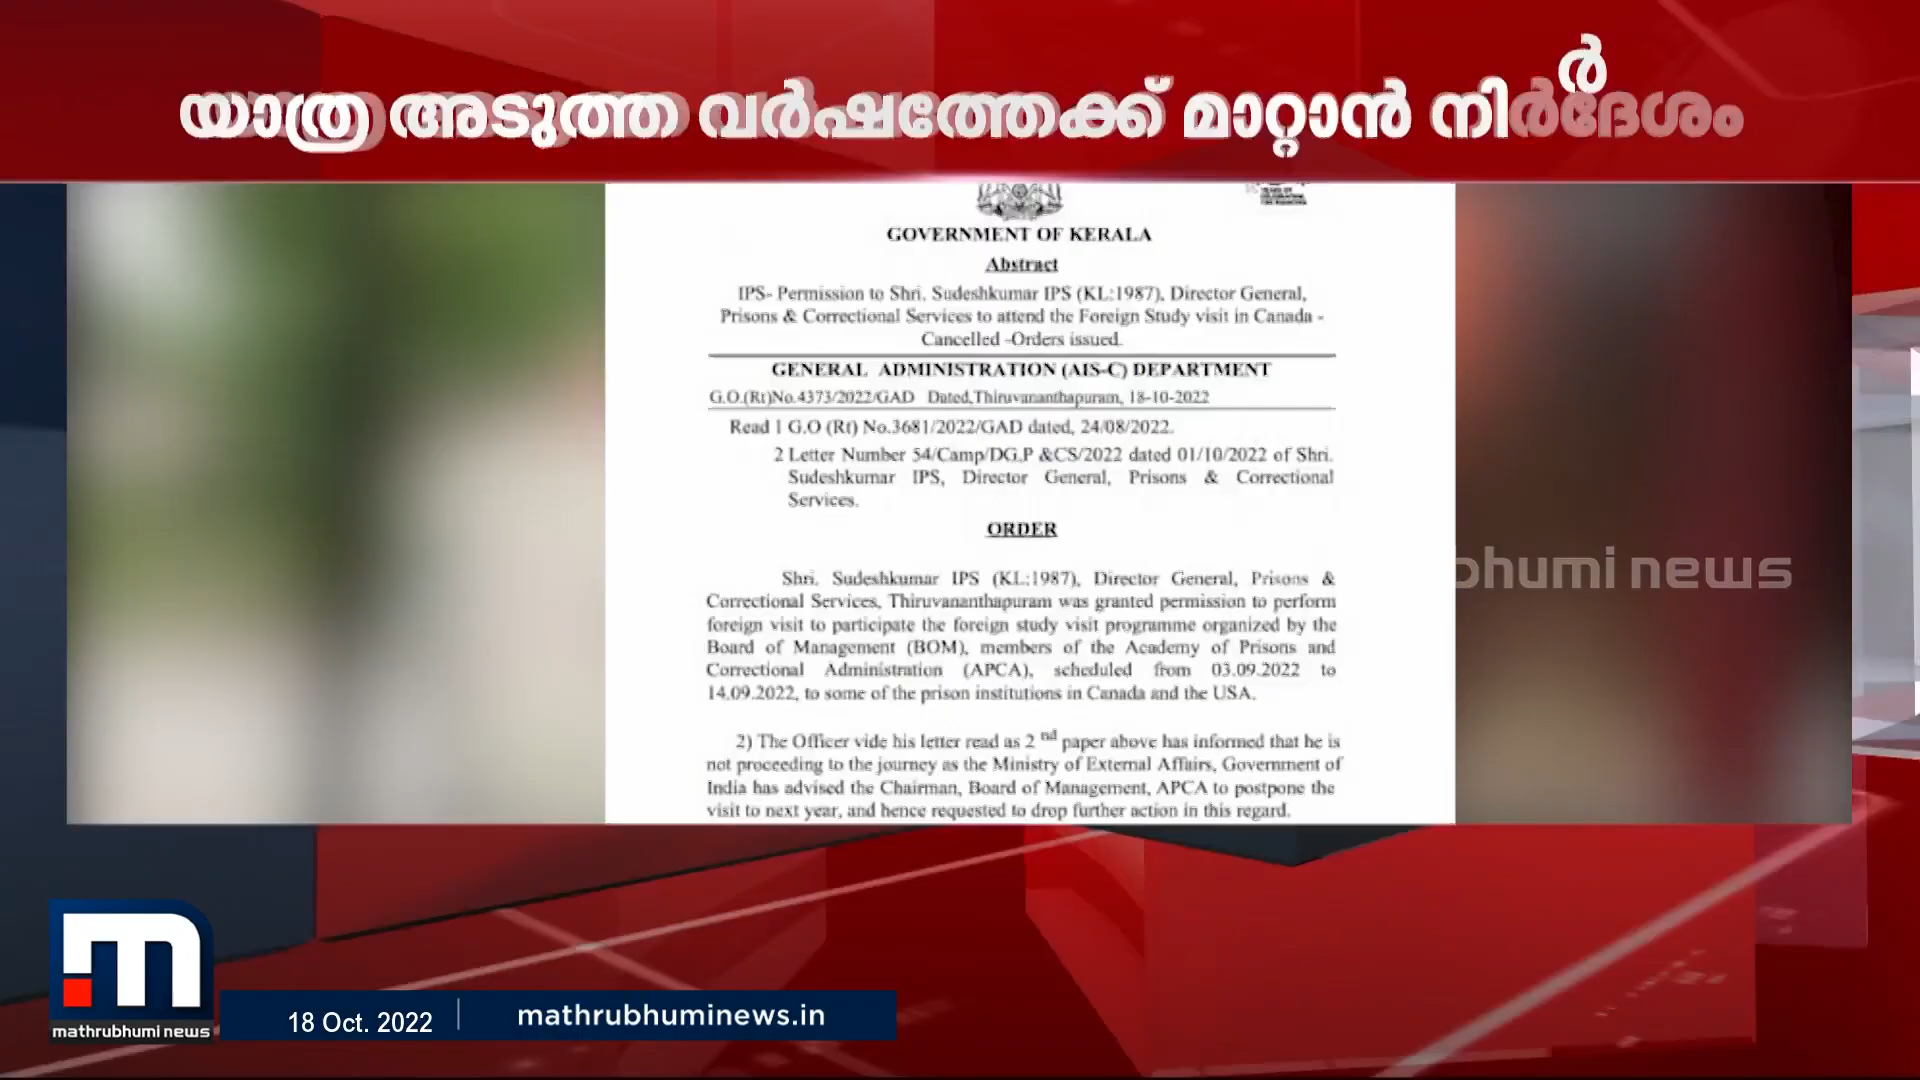 യാത്ര അടുത്ത വർഷത്തേക്ക് മാറ്റാൻ നിർദേശം
GOVERNMENT OF KERALA
Abstract
IPS- Permission to Shri. Sudeshkumar IPS (KL:1987), Director General,
Prisons & Correctional Services to attend the Foreign Study visit in Canada -
Cancelled -Orders issued.
GENERAL ADMINISTRATION (AIS-C) DEPARTMENT
G.O.(Rt)No.4373/2022/GAD Dated,Thiruvananthapuram, 18-10-2022
Read 1 G.O (Rt) No.3681/2022/GAD dated, 24/08/2022.
2 Letter Number 54/Camp/DG,P &CS/2022 dated 01/10/2022 of Shri.
Sudeshkumar IPS, Director General, Prisons & Correctional
Services.
ORDER
Shri. Sudeshkumar IPS (KL:1987), Director General, Prisons &
Correctional Services, Thiruvananthapuram was granted permission to perform
foreign visit to participate the foreign study visit programme organized by the
Board of Management (BOM), members of the Academy of Prisons and
Correctional Administration (APCA), scheduled from 03.09.2022 to
14.09.2022, to some of the prison institutions in Canada and the USA.
2) The Officer vide his letter read as 2 nd paper above has informed that he is
not proceeding to the journey as the Ministry of External Affairs, Government of
India has advised the Chairman, Board of Management, APCA to postpone the
visit to next year, and hence requested to drop further action in this regard.
bhumi news
mathrubhumi news
18 Oct. 2022
mathrubhuminews.in